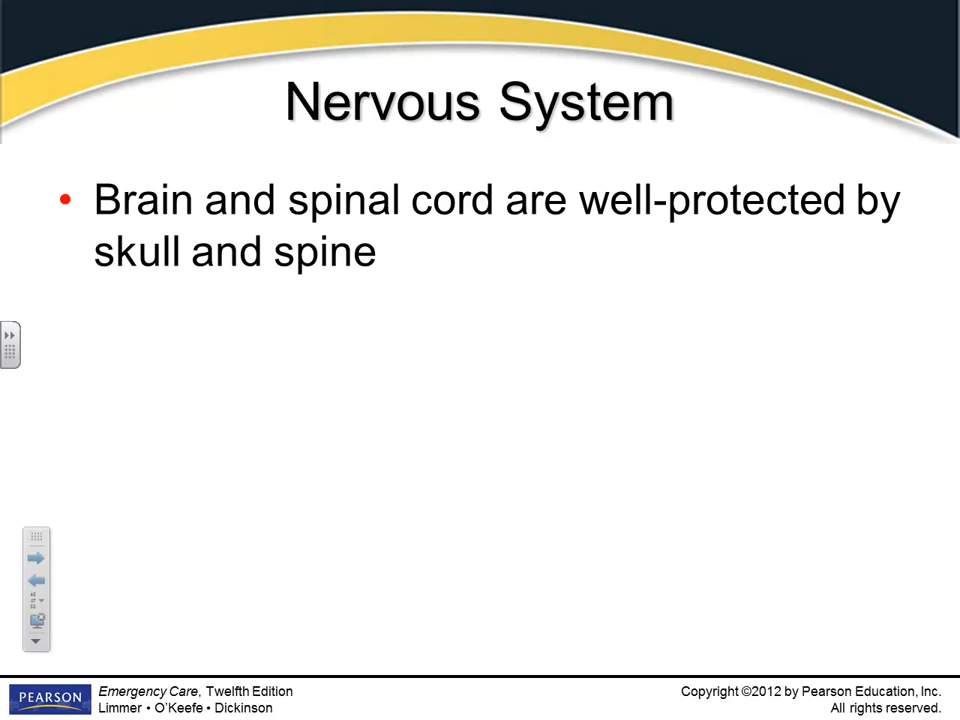 Nervous System
• Brain and spinal cord are well-protected by
skull and spine
PEARSON
Emergency Care, Twelfth Edition
Limmer • O’Keefe • Dickinson
Copyright ©2012 by Pearson Education, Inc.
All rights reserved.